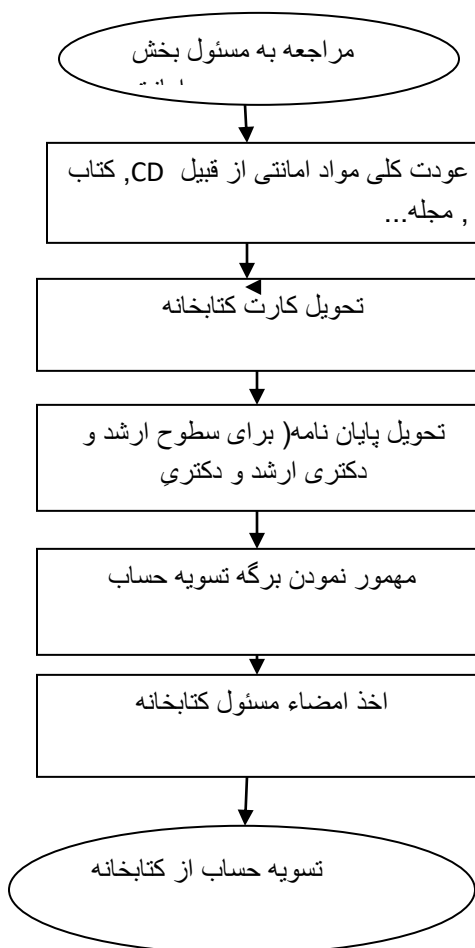 مراجعه به مسئول بخش
عودت کلی مواد امانتی از قبیل CD, کتاب
, مجله...
تحویل کارت کتابخانه
تحویل پایان نامه( برای سطوح ارشد و
دکتری ارشد و دکتریِ
مهمور نمودن برگه تسویه حساب
اخذ امضاء مسئول کتابخانه
تسویه حساب از کتابخانه